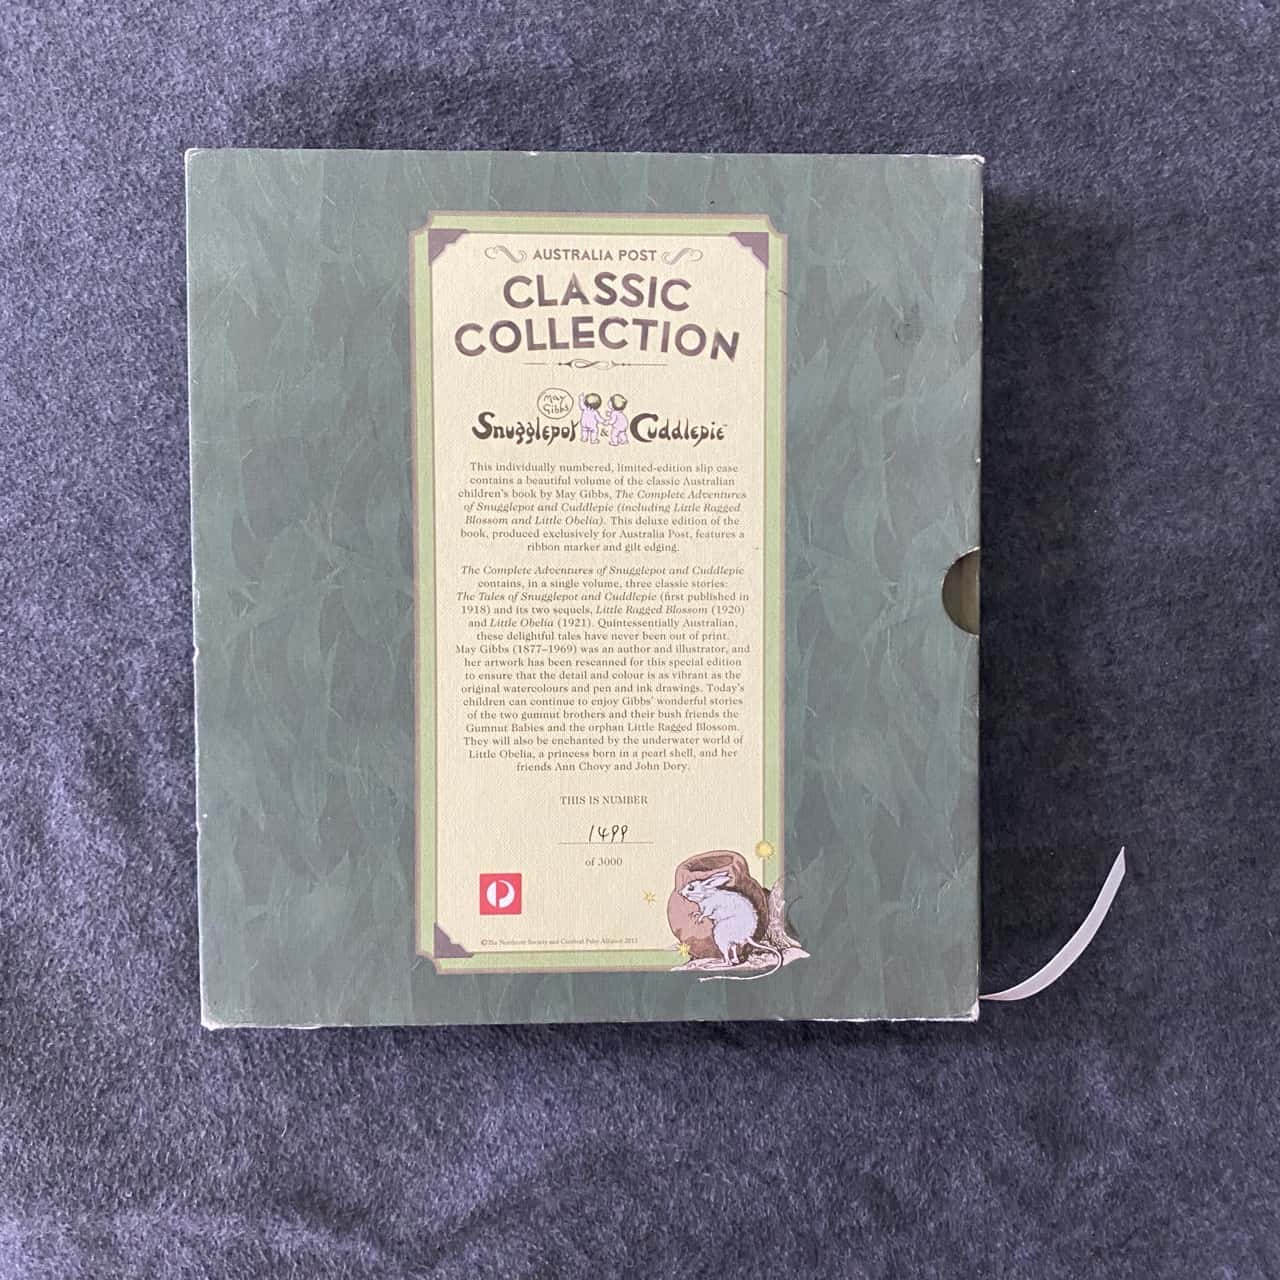 AUSTRALIA POST
CLASSIC
COLLECTION
May
Gibbs
Snugglepot & Cuddlepie™
This individually numbered, limited-edition slip case
contains a beautiful volume of the classic Australian
children's book by May Gibbs, The Complete Adventures
of Snugglepot and Cuddlepie (including Little Ragged
Blossom and Little Obelia). This deluxe edition of the
book, produced exclusively for Australia Post, features a
ribbon marker and gilt edging.
The Complete Adventures of Snugglepot and Cuddlepie
contains, in a single volume, three classic stories:
The Tales of Snugglepot and Cuddlepie (first published in
1918) and its two sequels, Little Ragged Blossom (1920)
and Little Obelia (1921). Quintessentially Australian,
these delightful tales have never been out of print.
May Gibbs (1877–1969) was an author and illustrator, and
her artwork has been rescanned for this special edition
to ensure that the detail and colour is as vibrant as the
original watercolours and pen and ink drawings. Today's
children can continue to enjoy Gibbs' wonderful stories
of the two gumnut brothers and their bush friends the
Gumnut Babies and the orphan Little Ragged Blossom.
They will also be enchanted by the underwater world of
Little Obelia, a princess born in a pearl shell, and her
friends Ann Chovy and John Dory.
THIS IS NUMBER
1499
of 3000
©The Northcott Society and Cerebral Palsy Alliance 2013